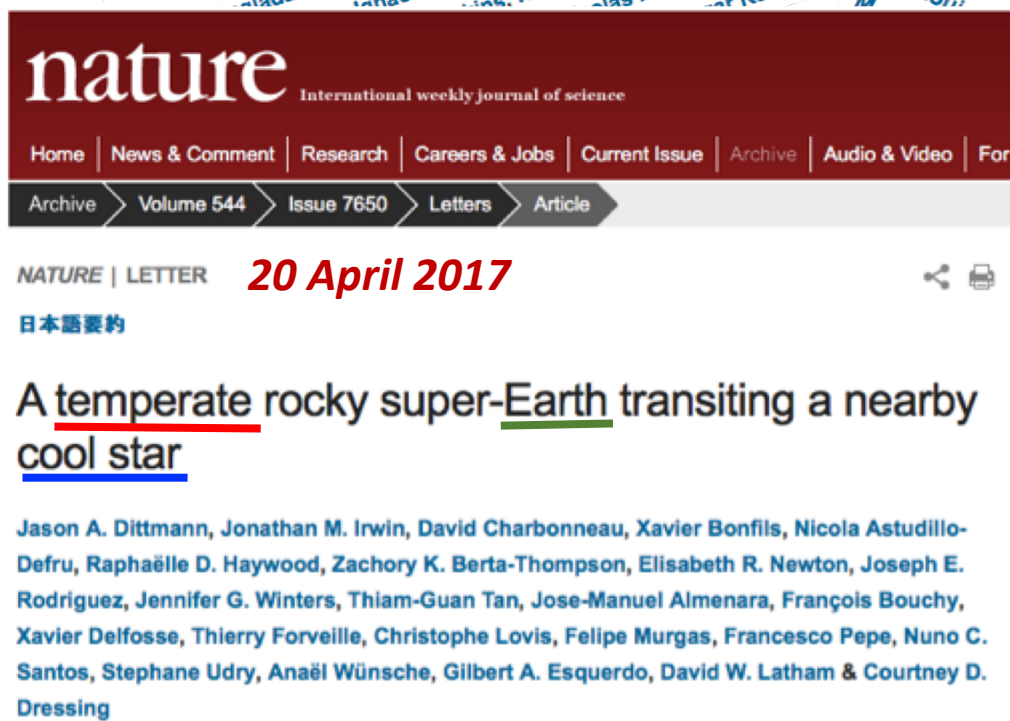 nature International weekly journal of science
Home News & Comment Research Careers & Jobs Current Issue Archive Audio & Video For
Archive Volume 544 Issue 7650 Letters Article
NATURE | LETTER 20 April 2017
日本語要約
A temperate rocky super-Earth transiting a nearby
cool star
Jason A. Dittmann, Jonathan M. Irwin, David Charbonneau, Xavier Bonfils, Nicola Astudillo-
Defru, Raphaëlle D. Haywood, Zachory K. Berta-Thompson, Elisabeth R. Newton, Joseph E.
Rodriguez, Jennifer G. Winters, Thiam-Guan Tan, Jose-Manuel Almenara, François Bouchy,
Xavier Delfosse, Thierry Forveille, Christophe Lovis, Felipe Murgas, Francesco Pepe, Nuno C.
Santos, Stephane Udry, Anaël Wünsche, Gilbert A. Esquerdo, David W. Latham & Courtney D.
Dressing